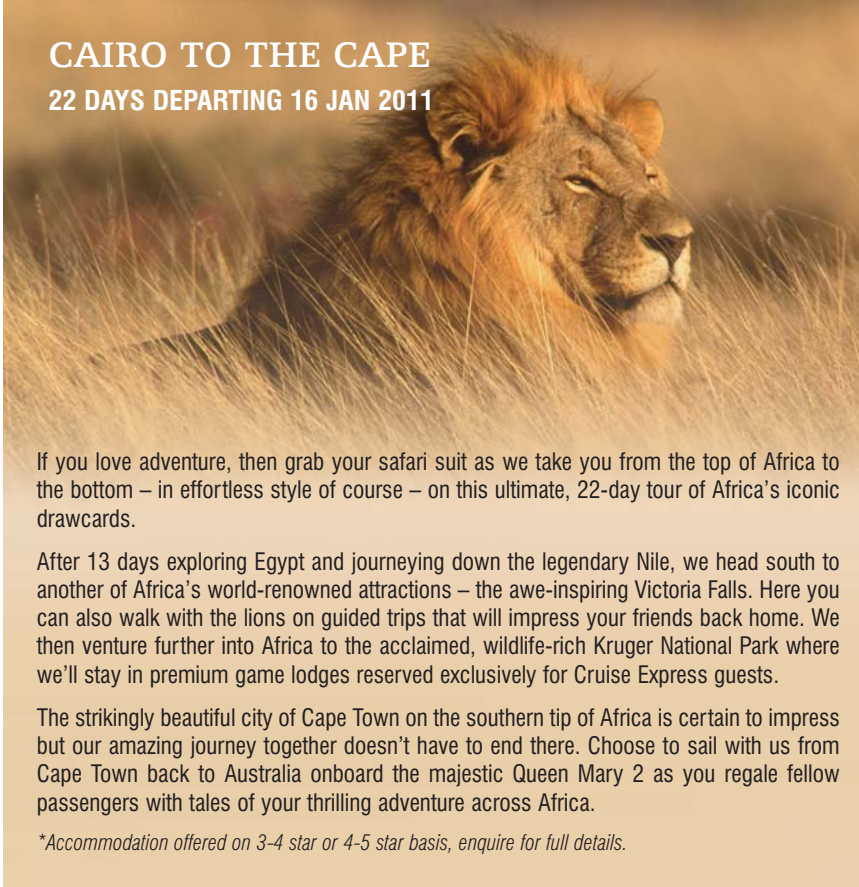 CAIRO TO THE CAPE
22 DAYS DEPARTING 16 JAN 2011
If you love adventure, then grab your safari suit as we take you from the top of Africa to
the bottom – in effortless style of course – on this ultimate, 22-day tour of Africa's iconic
drawcards.
After 13 days exploring Egypt and journeying down the legendary Nile, we head south to
another of Africa's world-renowned attractions – the awe-inspiring Victoria Falls. Here you
can also walk with the lions on guided trips that will impress your friends back home. We
then venture further into Africa to the acclaimed, wildlife-rich Kruger National Park where
we'll stay in premium game lodges reserved exclusively for Cruise Express guests.
The strikingly beautiful city of Cape Town on the southern tip of Africa is certain to impress
but our amazing journey together doesn't have to end there. Choose to sail with us from
Cape Town back to Australia onboard the majestic Queen Mary 2 as you regale fellow
passengers with tales of your thrilling adventure across Africa.
*Accommodation offered on 3-4 star or 4-5 star basis, enquire for full details.